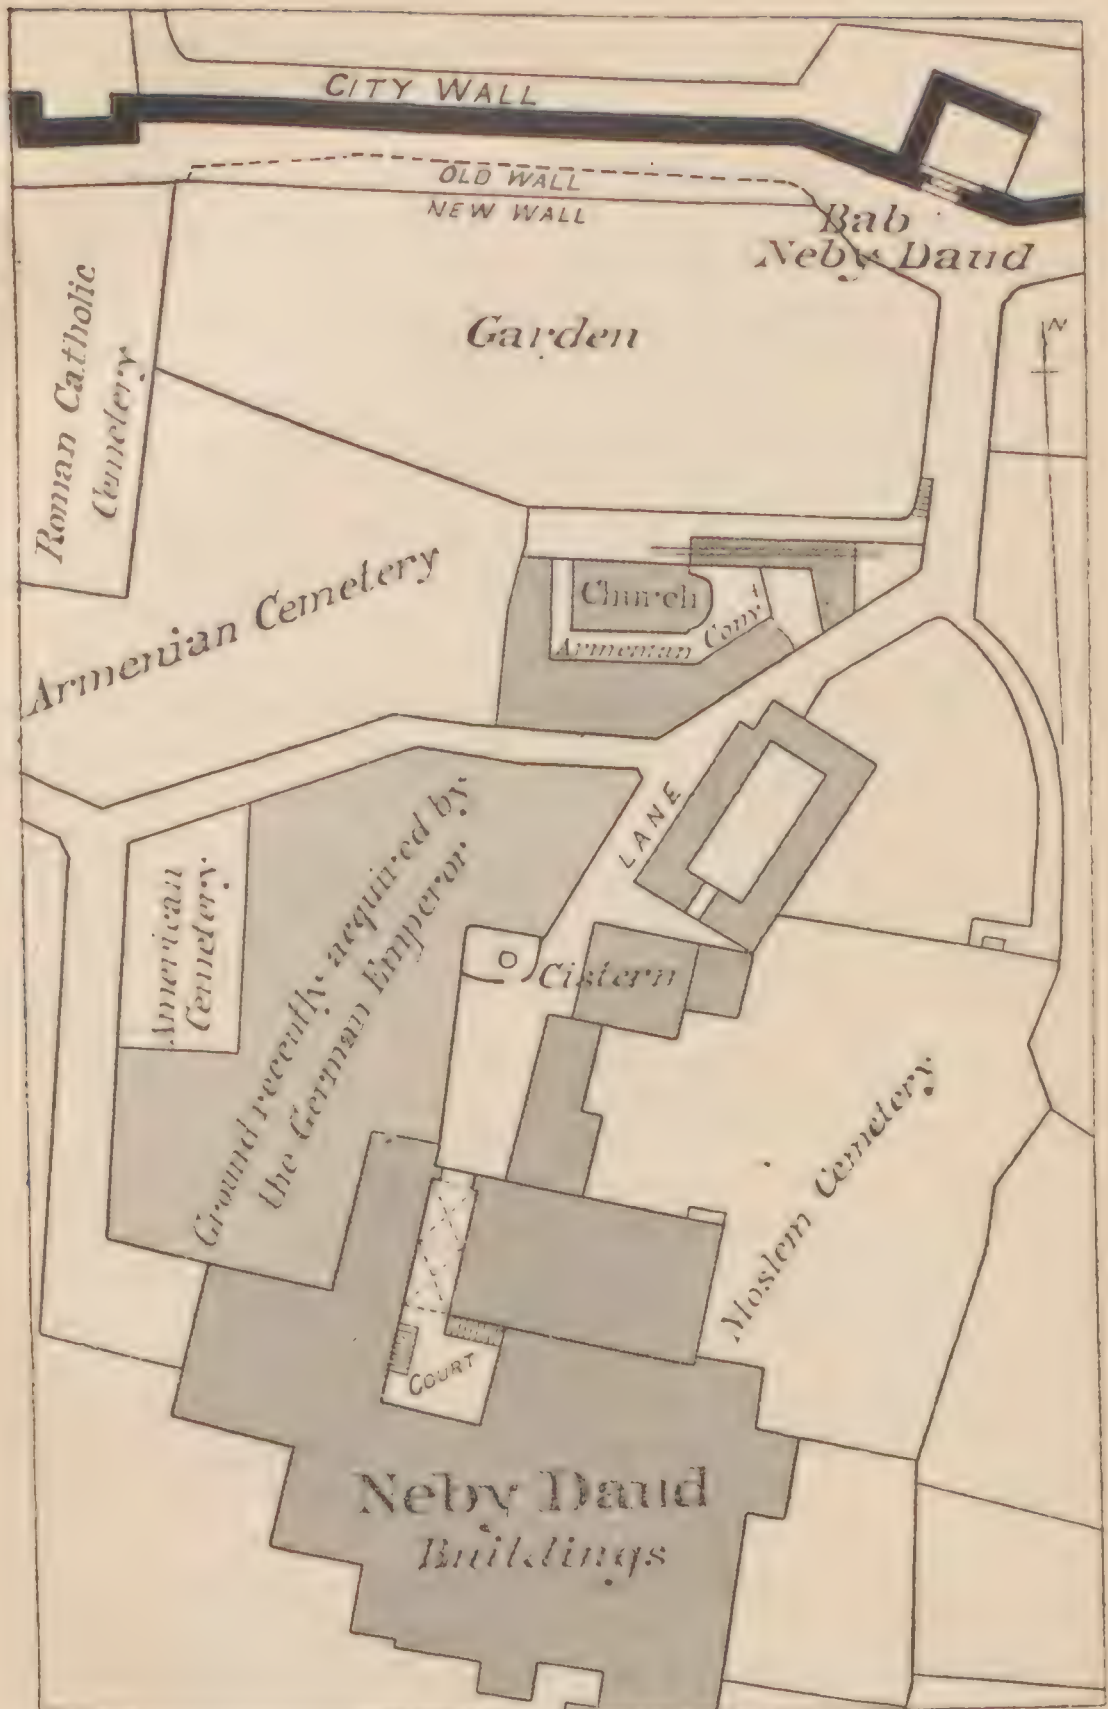 CITY WALL
OLD WALL
NEW WALL
Bab
Neby Daud
N
Garden
Roman Catholic
Cemetery
Armenian Cemetery
Church
Armenian Conv.t
LANE
American
Cemetery
Ground recently acquired by
the German Emperor.
Cistern
Moslem Cemetery
COURT
Neby Daud
Buildings